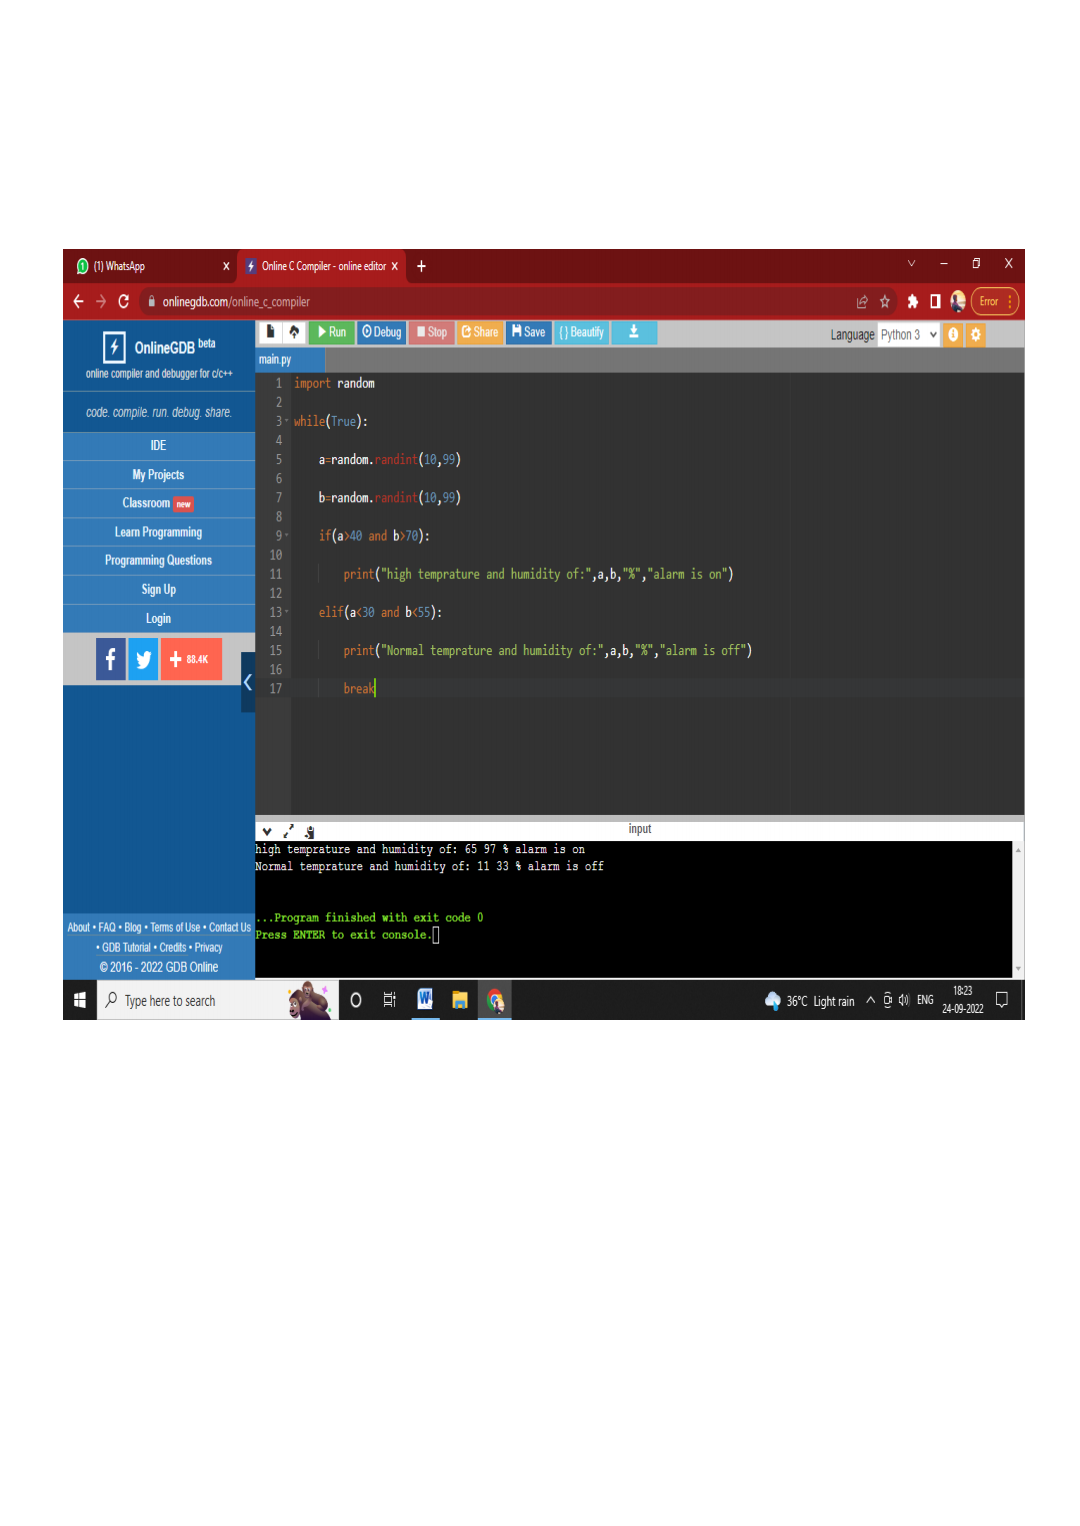 (1) WhatsApp
Online C Compiler - online editor
onlinegdb.com/online_c_compiler
Error
OnlineGDB beta
online compiler and debugger for c/c++
code. compile. run. debug. share.
IDE
My Projects
Classroom new
Learn Programming
Programming Questions
Sign Up
Login
88.4K
About • FAQ • Blog • Terms of Use • Contact Us
• GDB Tutorial • Credits • Privacy
© 2016 - 2022 GDB Online
Run Debug Stop Share Save {} Beautify
Language Python 3
main.py
1 import random
2
3 while(True):
4
5 a=random.randint(10,99)
6
7 b=random.randint(10,99)
8
9 if(a>40 and b>70):
10
11 print("high temprature and humidity of:",a,b,"%","alarm is on")
12
13 elif(a<30 and b<55):
14
15 print("Normal temprature and humidity of:",a,b,"%","alarm is off")
16
17 break
input
high temprature and humidity of: 65 97 % alarm is on
Normal temprature and humidity of: 11 33 % alarm is off
...Program finished with exit code 0
Press ENTER to exit console.
Type here to search
36°C Light rain
ENG
18:23
24-09-2022